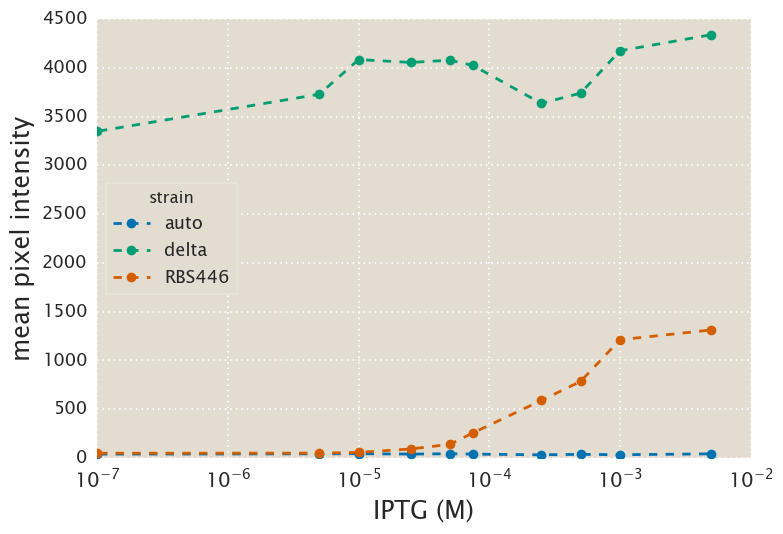 4500
4000
3500
3000
2500
2000
1500
1000
500
0
mean pixel intensity
strain
auto
delta
RBS446
10⁻⁷ 10⁻⁶ 10⁻⁵ 10⁻⁴ 10⁻³ 10⁻²
IPTG (M)